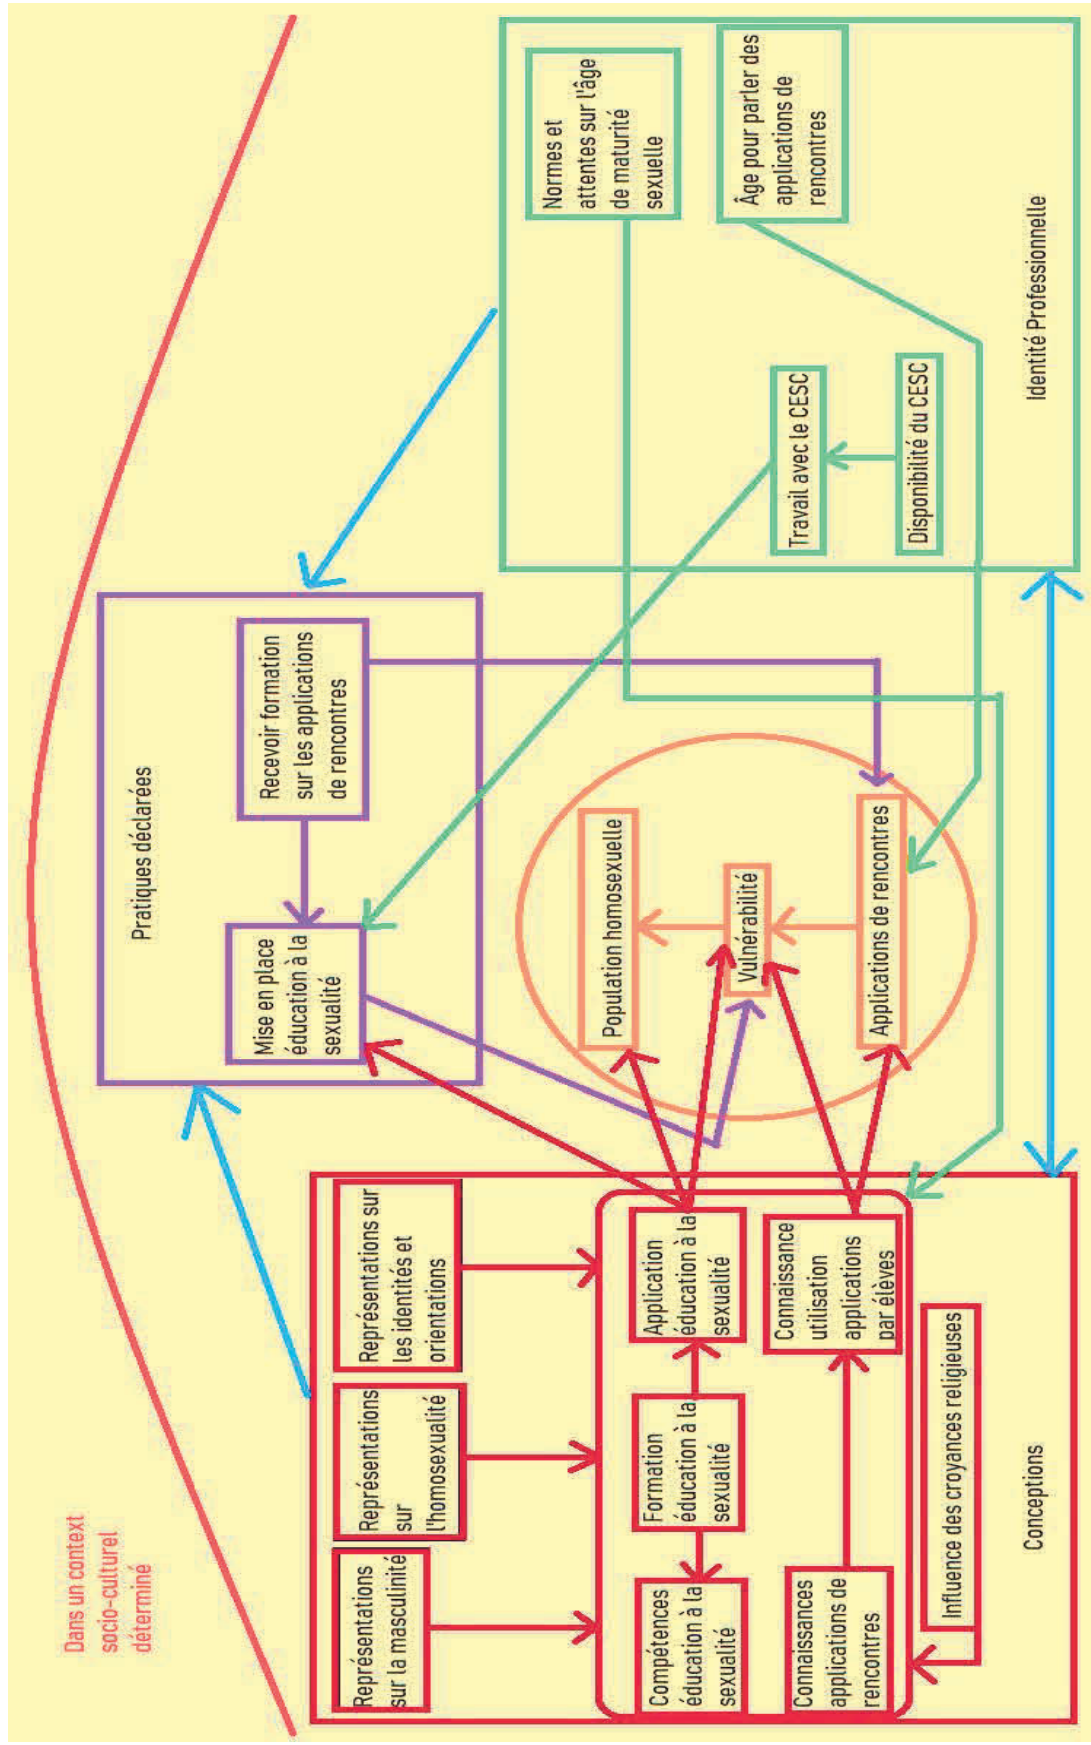 Dans un context
socio-culturel
déterminé
Pratiques déclarées
Mise en place
éducation à la
sexualité
Recevoir formation
sur les applications
de rencontres
Représentations
sur la masculinité
Représentations
sur
l'homosexualité
Représentations sur
les identités et
orientations
Compétences
éducation à la
sexualité
Formation
éducation à la
sexualité
Application
éducation à la
sexualité
Connaissances
applications de
rencontres
Connaissance
utilisation
applications
par élèves
Influence des croyances religieuses
Conceptions
Population homosexuelle
Vulnérabilité
Applications de rencontres
Normes et
attentes sur l'âge
de maturité
sexuelle
Âge pour parler des
applications de
rencontres
Travail avec le CESC
Disponibilité du CESC
Identité Professionnelle